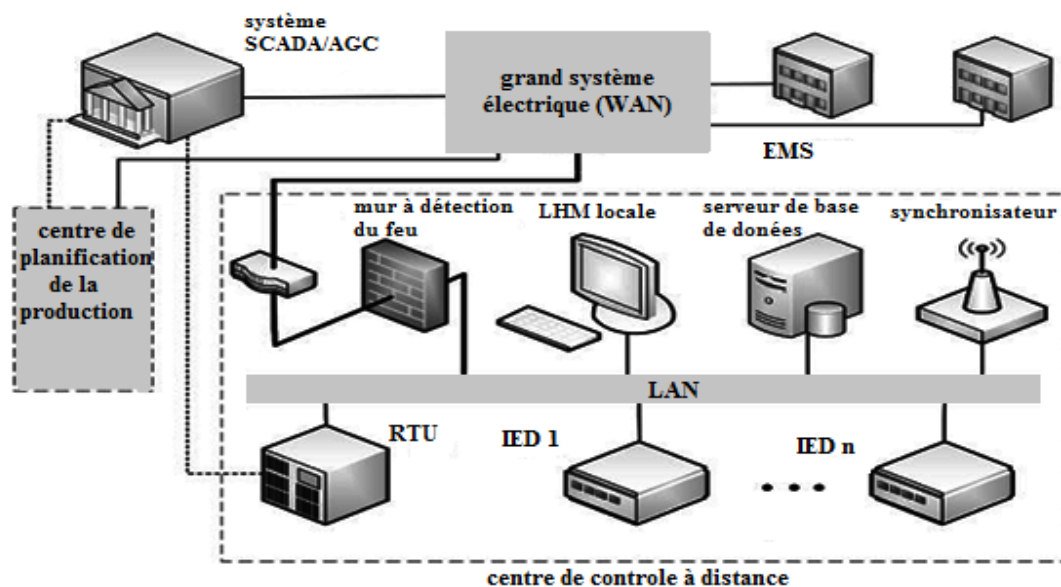 système
SCADA/AGC
grand système
électrique (WAN)
EMS
centre de
planification
de la
production
mur à détection
du feu
LHM locale
serveur de base
de donées
synchronisateur
LAN
RTU
IED 1
IED n
centre de controle à distance